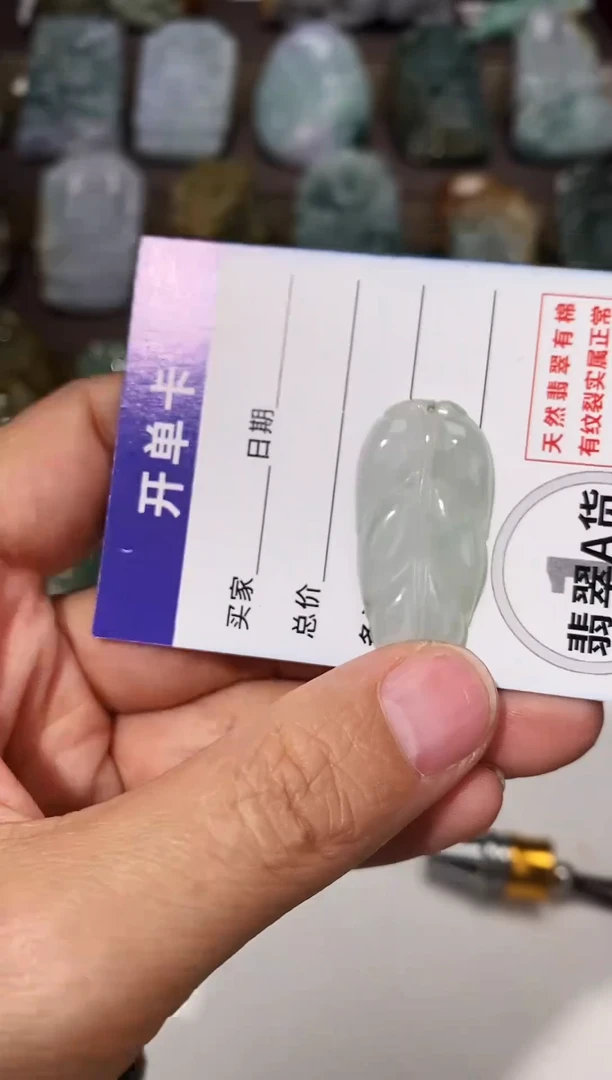 开单卡
买家
日期
总价
天然翡翠有棉
有纹裂实属正常
翡翠A货